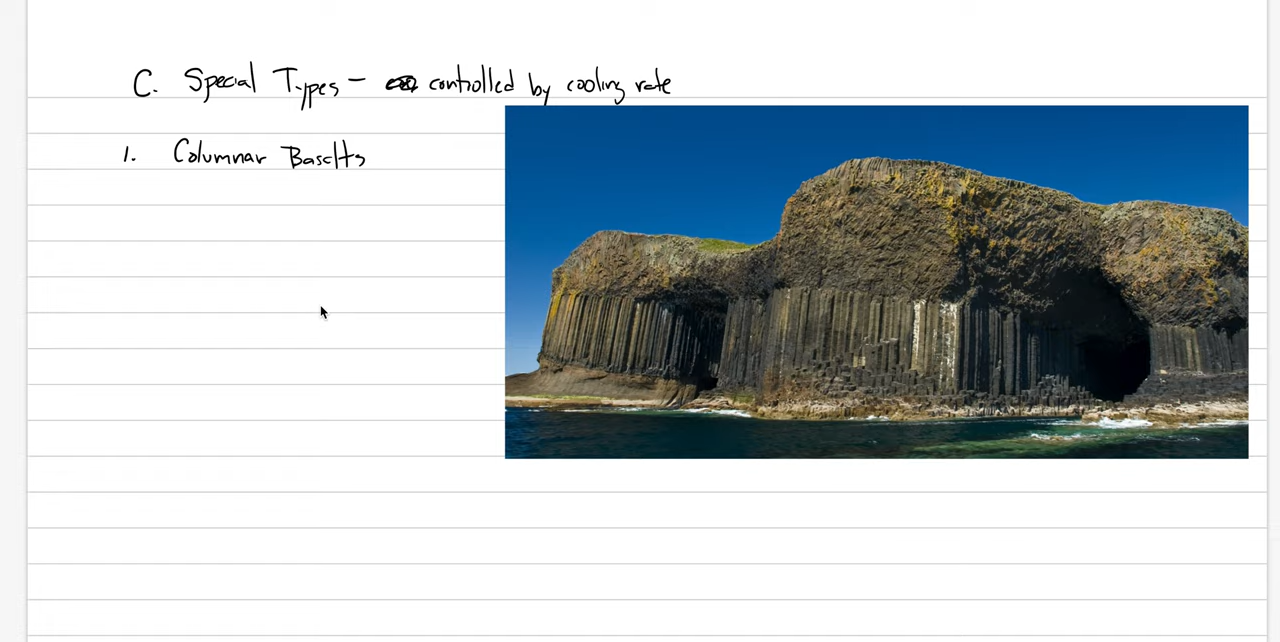 C. Special Types - controlled by cooling rate
1. Columnar Basalts